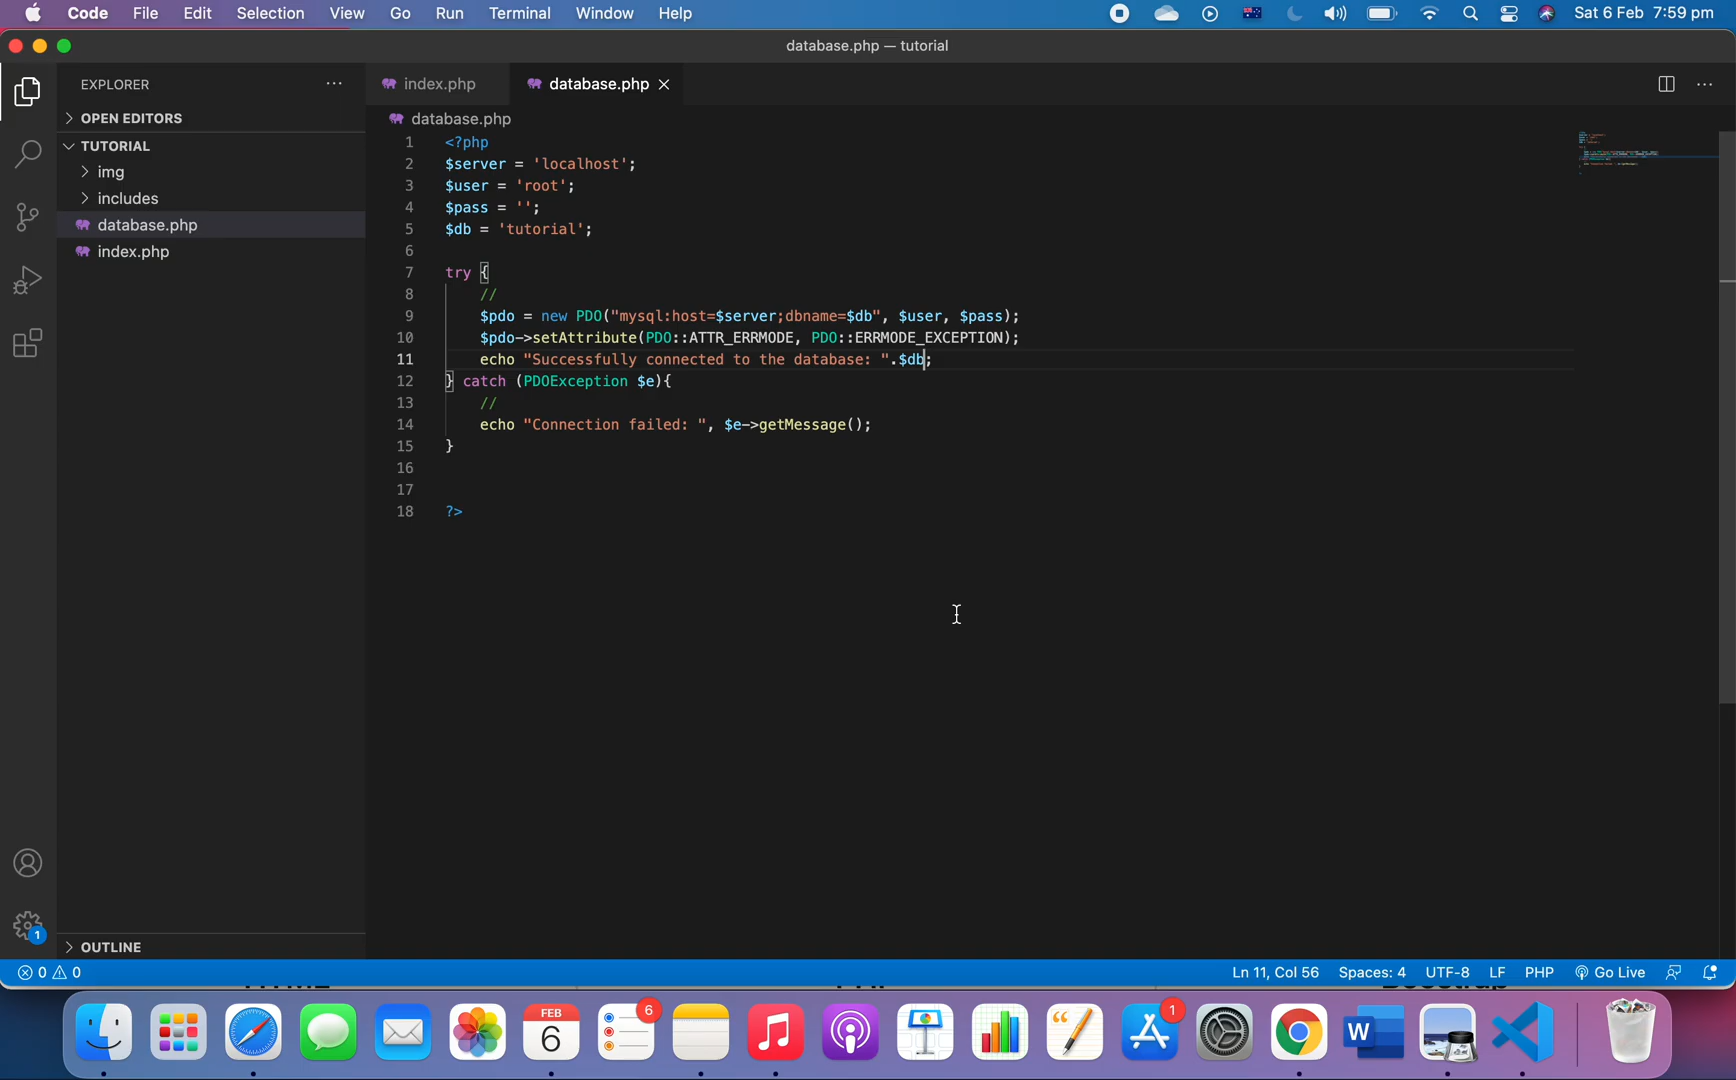 Code File Edit Selection View Go Run Terminal Window Help Sat 6 Feb 7:59 pm
database.php — tutorial
EXPLORER
OPEN EDITORS
TUTORIAL
img
includes
database.php
index.php
OUTLINE
index.php database.php
database.php
1 <?php
2 $server = 'localhost';
3 $user = 'root';
4 $pass = '';
5 $db = 'tutorial';
6
7 try {
8 //
9 $pdo = new PDO("mysql:host=$server;dbname=$db", $user, $pass);
10 $pdo->setAttribute(PDO::ATTR_ERRMODE, PDO::ERRMODE_EXCEPTION);
11 echo "Successfully connected to the database: ".$db;
12 } catch (PDOException $e){
13 //
14 echo "Connection failed: ", $e->getMessage();
15 }
16
17
18 ?>
1
0 0 Ln 11, Col 56 Spaces: 4 UTF-8 LF PHP Go Live
FEB
6
6
1
W